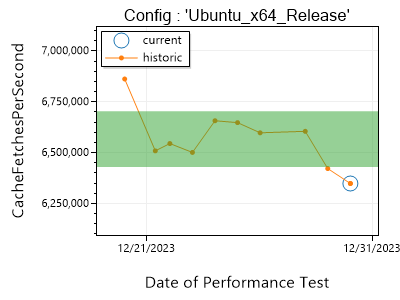 Config : 'Ubuntu_x64_Release'
current
historic
7,000,000
6,750,000
6,500,000
6,250,000
CacheFetchesPerSecond
12/21/2023
12/31/2023
Date of Performance Test